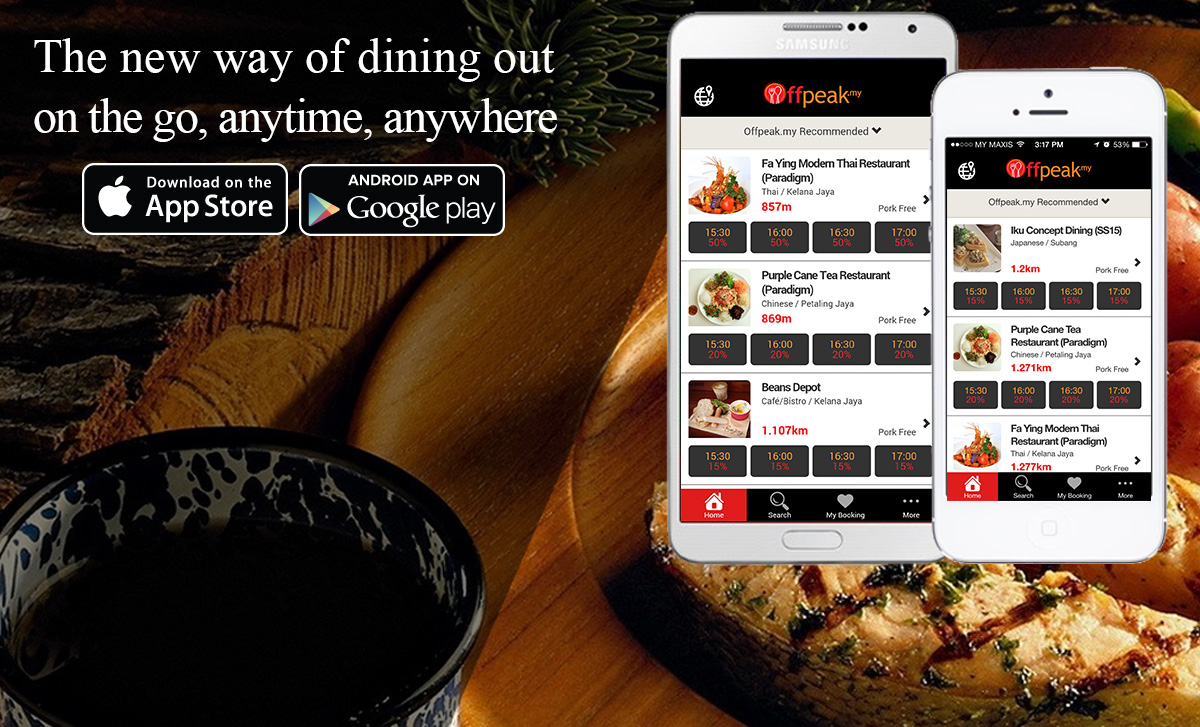 The new way of dining out
on the go, anytime, anywhere
Download on the
App Store
ANDROID APP ON
Google play
SAMSUNG
Offpeak.my
Offpeak.my Recommended
Fa Ying Modern Thai Restaurant
(Paradigm)
Thai / Kelana Jaya
857m
Pork Free
15:30 16:00 16:30 17:00
50% 50% 50% 50%
Purple Cane Tea Restaurant
(Paradigm)
Chinese / Petaling Jaya
869m
Pork Free
15:30 16:00 16:30 17:00
20% 20% 20% 20%
Beans Depot
Café/Bistro / Kelana Jaya
1.107km
Pork Free
15:30 16:00 16:30 17:00
15% 15% 15% 15%
Home Search My Booking More
MY MAXIS 3:17 PM 53%
Offpeak.my
Offpeak.my Recommended
Iku Concept Dining (SS15)
Japanese / Subang
1.2km
Pork Free
15:30 16:00 16:30 17:00
15% 15% 15% 15%
Purple Cane Tea
Restaurant (Paradigm)
Chinese / Petaling Jaya
1.271km
Pork Free
15:30 16:00 16:30 17:00
20% 20% 20% 20%
Fa Ying Modern Thai
Restaurant (Paradigm)
Thai / Kelana Jaya
1.277km
Pork Free
Home Search My Booking More